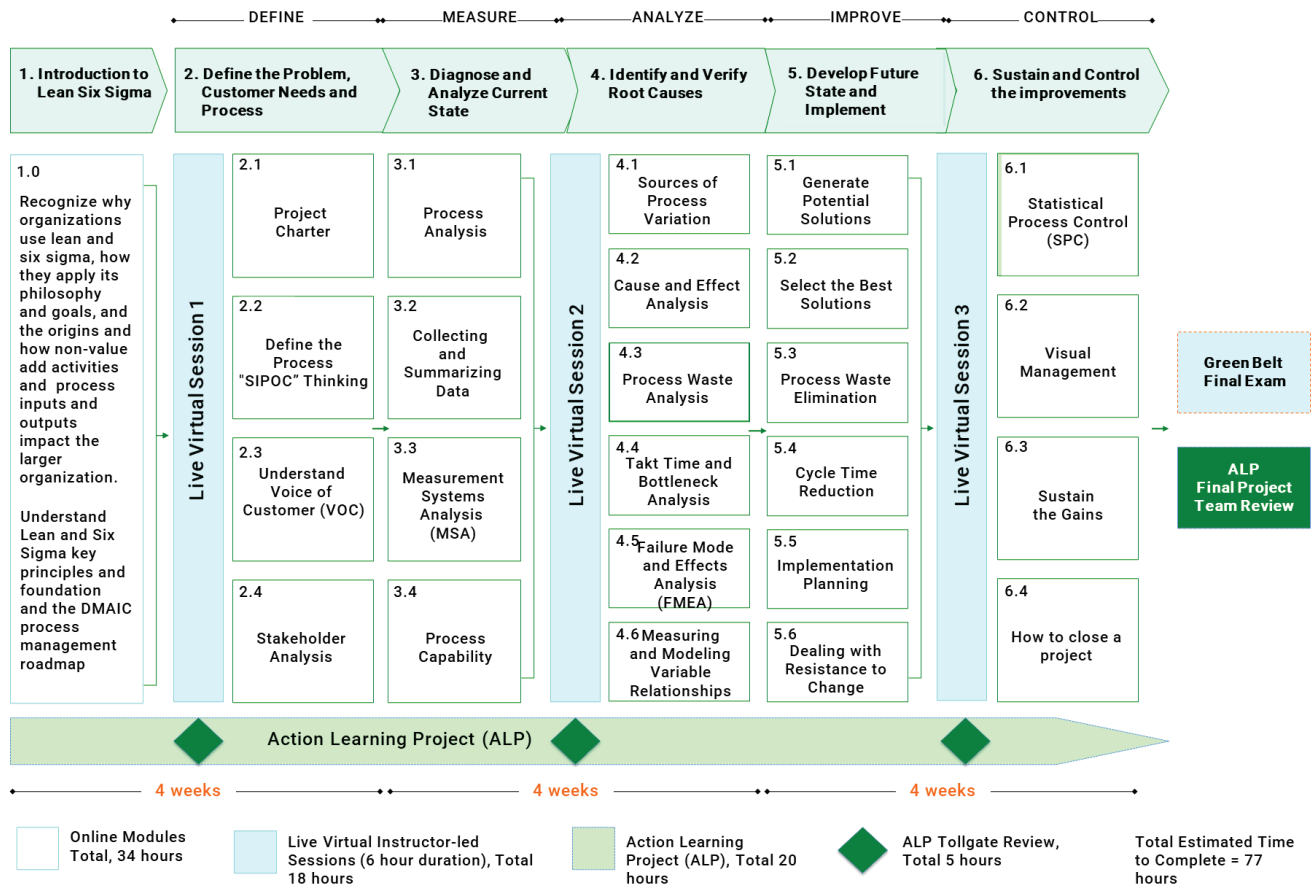 DEFINE
MEASURE
ANALYZE
IMPROVE
CONTROL
1. Introduction to
Lean Six Sigma
2. Define the Problem,
Customer Needs and
Process
3. Diagnose and
Analyze Current
State
4. Identify and Verify
Root Causes
5. Develop Future
State and
Implement
6. Sustain and Control
the improvements
1.0
Recognize why
organizations
use lean and
six sigma, how
they apply its
philosophy
and goals, and
the origins and
how non-value
add activities
and process
inputs and
outputs
impact the
larger
organization.
Understand
Lean and Six
Sigma key
principles and
foundation
and the DMAIC
process
management
roadmap
Live Virtual Session 1
2.1
Project
Charter
2.2
Define the
Process
"SIPOC” Thinking
2.3
Understand
Voice of
Customer (VOC)
2.4
Stakeholder
Analysis
3.1
Process
Analysis
3.2
Collecting
and
Summarizing
Data
3.3
Measurement
Systems
Analysis
(MSA)
3.4
Process
Capability
Live Virtual Session 2
4.1
Sources of
Process
Variation
4.2
Cause and Effect
Analysis
4.3
Process Waste
Analysis
4.4
Takt Time and
Bottleneck
Analysis
4.5
Failure Mode
and Effects
Analysis
(FMEA)
4.6
Measuring
and Modeling
Variable
Relationships
5.1
Generate
Potential
Solutions
5.2
Select the Best
Solutions
5.3
Process Waste
Elimination
5.4
Cycle Time
Reduction
5.5
Implementation
Planning
5.6
Dealing with
Resistance to
Change
Live Virtual Session 3
6.1
Statistical
Process Control
(SPC)
6.2
Visual
Management
6.3
Sustain
the Gains
6.4
How to close a
project
Green Belt
Final Exam
ALP
Final Project
Team Review
Action Learning Project (ALP)
4 weeks
4 weeks
4 weeks
Online Modules
Total, 34 hours
Live Virtual Instructor-led
Sessions (6 hour duration), Total
18 hours
Action Learning
Project (ALP), Total 20
hours
ALP Tollgate Review,
Total 5 hours
Total Estimated Time
to Complete = 77
hours